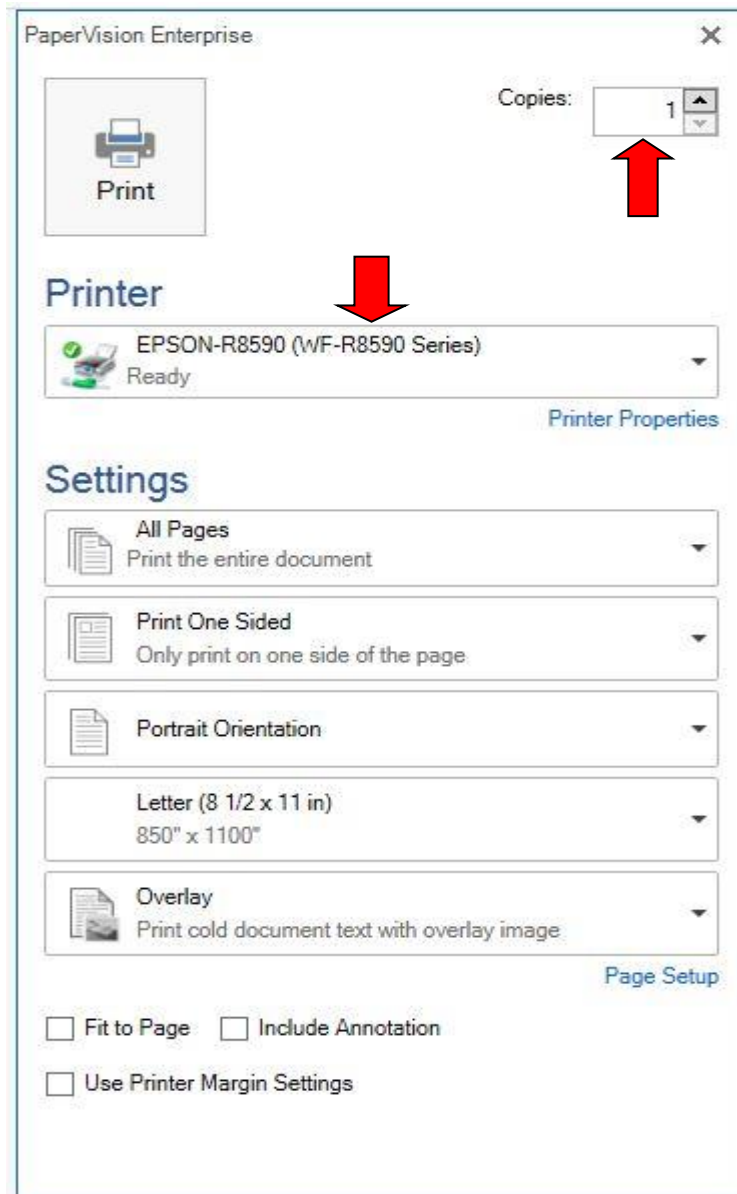 PaperVision Enterprise
Copies: 1
Print
Printer
EPSON-R8590 (WF-R8590 Series)
Ready
Printer Properties
Settings
All Pages
Print the entire document
Print One Sided
Only print on one side of the page
Portrait Orientation
Letter (8 1/2 x 11 in)
850" x 1100"
Overlay
Print cold document text with overlay image
Page Setup
Fit to Page Include Annotation
Use Printer Margin Settings